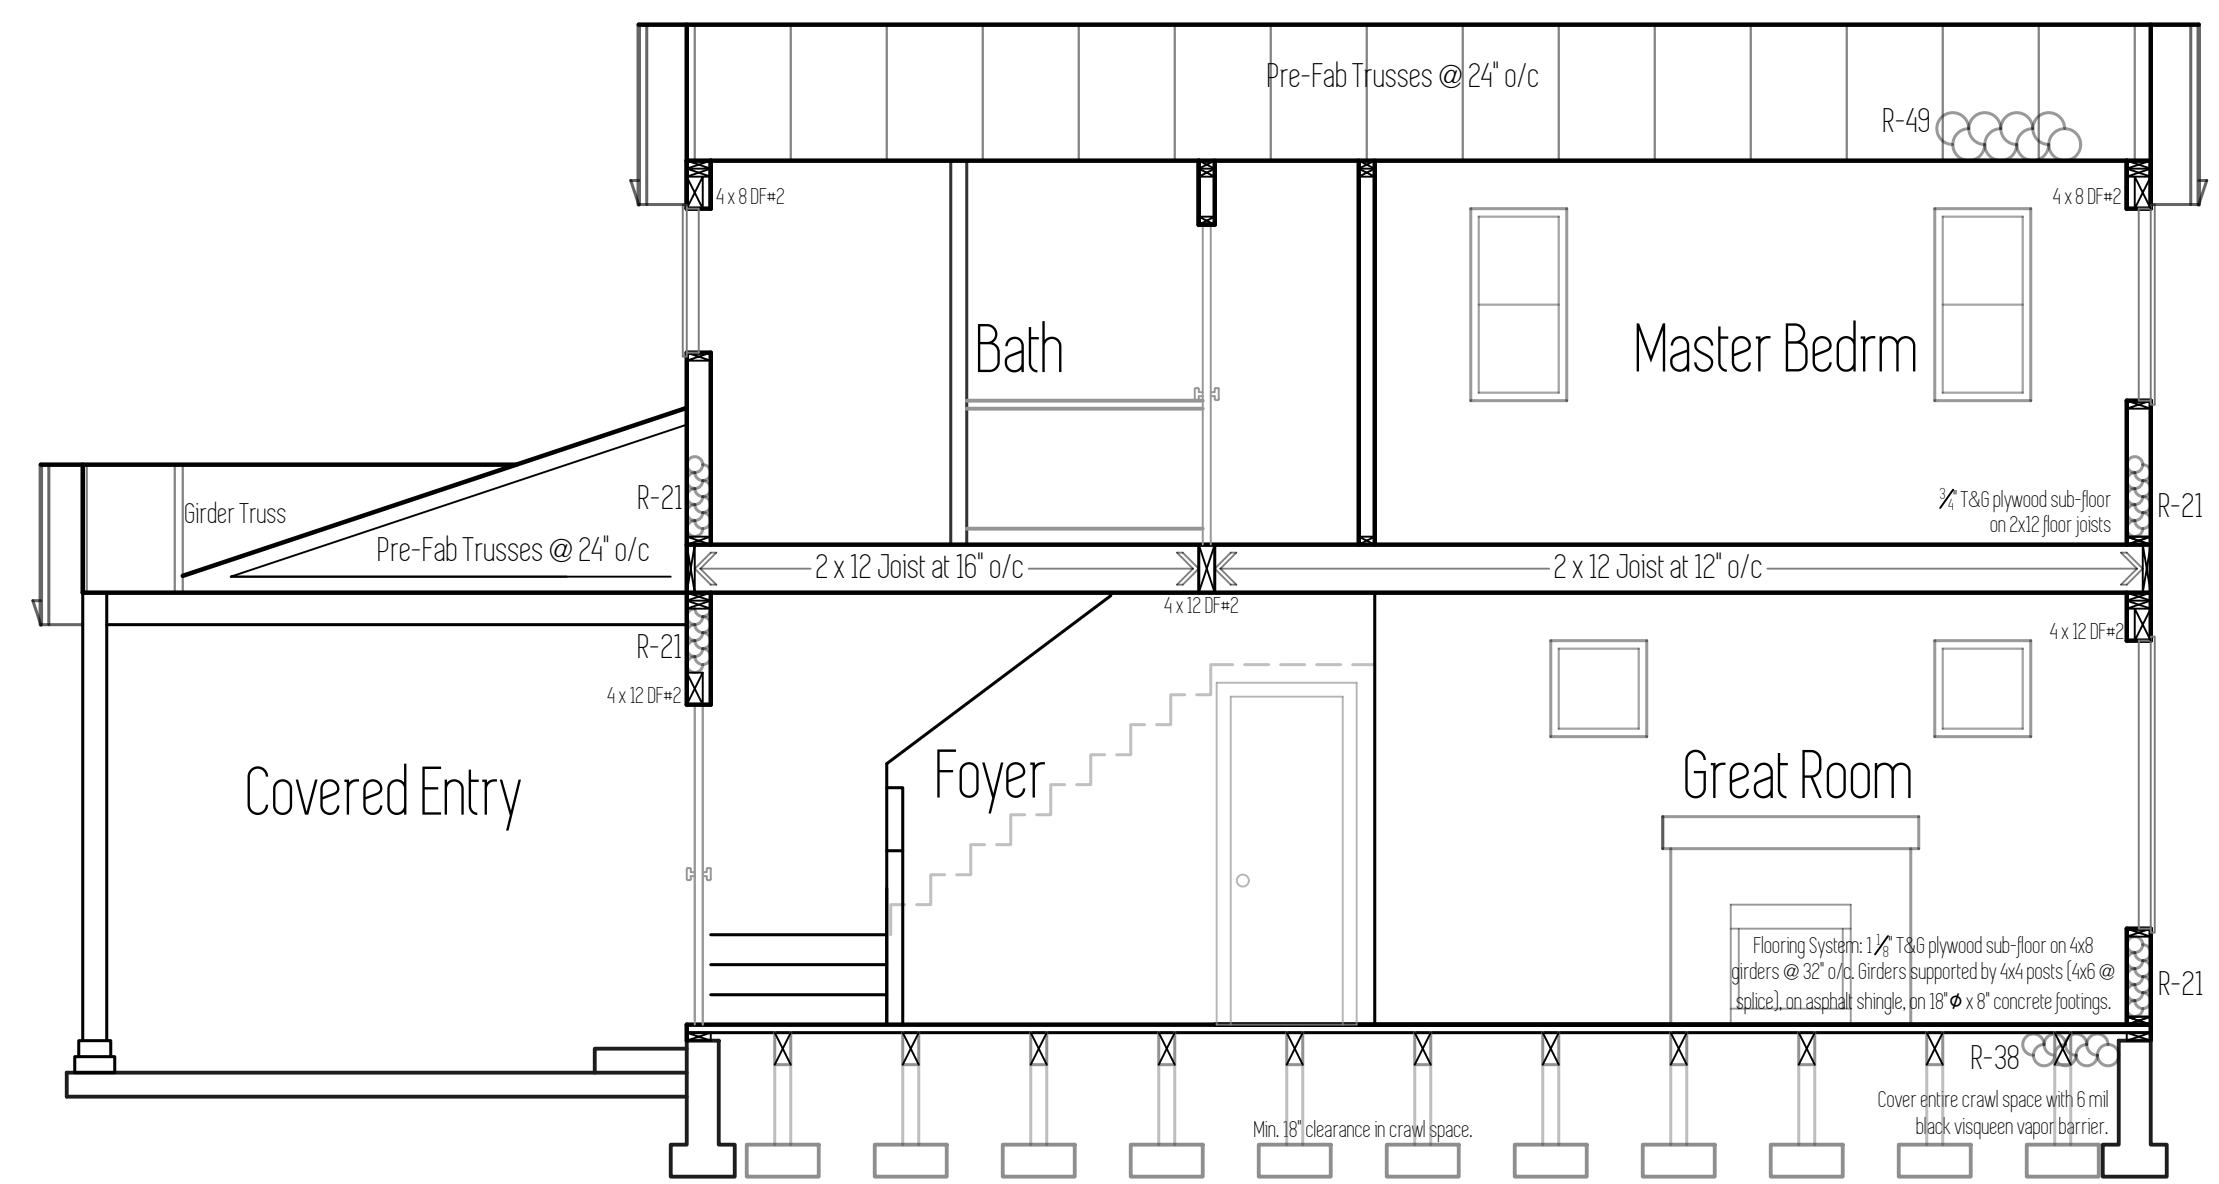 Pre-Fab Trusses @ 24" o/c
R-49
4 x 8 DF#2
4 x 8 DF#2
Bath
Master Bedrm
R-21
Girder Truss
Pre-Fab Trusses @ 24" o/c
3/4" T&G plywood sub-floor
on 2x12 floor joists
R-21
2 x 12 Joist at 16" o/c
2 x 12 Joist at 12" o/c
4 x 12 DF#2
R-21
4 x 12 DF#2
4 x 12 DF#2
Covered Entry
Foyer
Great Room
Flooring System: 1 1/8" T&G plywood sub-floor on 4x8
girders @ 32" o/c. Girders supported by 4x4 posts (4x6 @
splice), on asphalt shingle, on 18"ϕ x 8" concrete footings.
R-21
R-38
Cover entire crawl space with 6 mil
black visqueen vapor barrier.
Min. 18" clearance in crawl space.